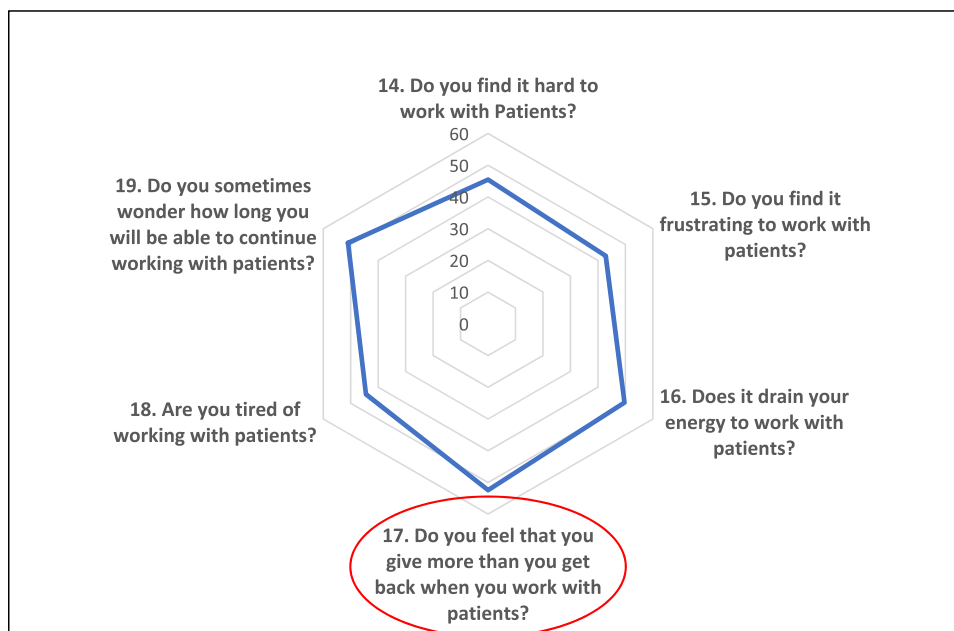 14. Do you find it hard to
work with Patients?
60
50
40
30
20
10
0
15. Do you find it
frustrating to work with
patients?
16. Does it drain your
energy to work with
patients?
17. Do you feel that you
give more than you get
back when you work with
patients?
18. Are you tired of
working with patients?
19. Do you sometimes
wonder how long you
will be able to continue
working with patients?